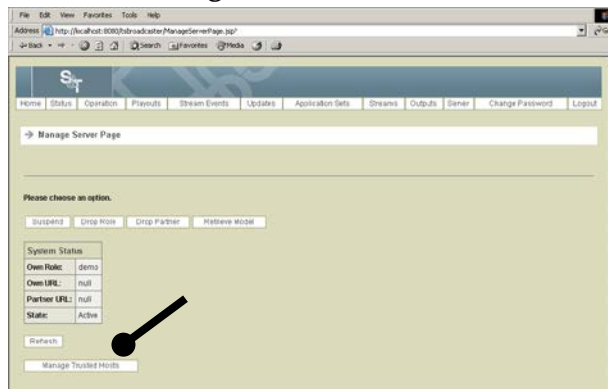 File Edit View Favorites Tools Help
Address http://localhost:8080/tsbroadcaster/ManageServerPage.jsp?
Back Search Favorites Media
ST
Home Status Operation Playouts Stream Events Updates Application Sets Streams Outputs Server Change Password Logout
Manage Server Page
Please choose an option.
Suspend Drop Role Drop Partner Retrieve Model
System Status
Own Role: demo
Own URL: null
Partner URL: null
State: Active
Refresh
Manage Trusted Hosts